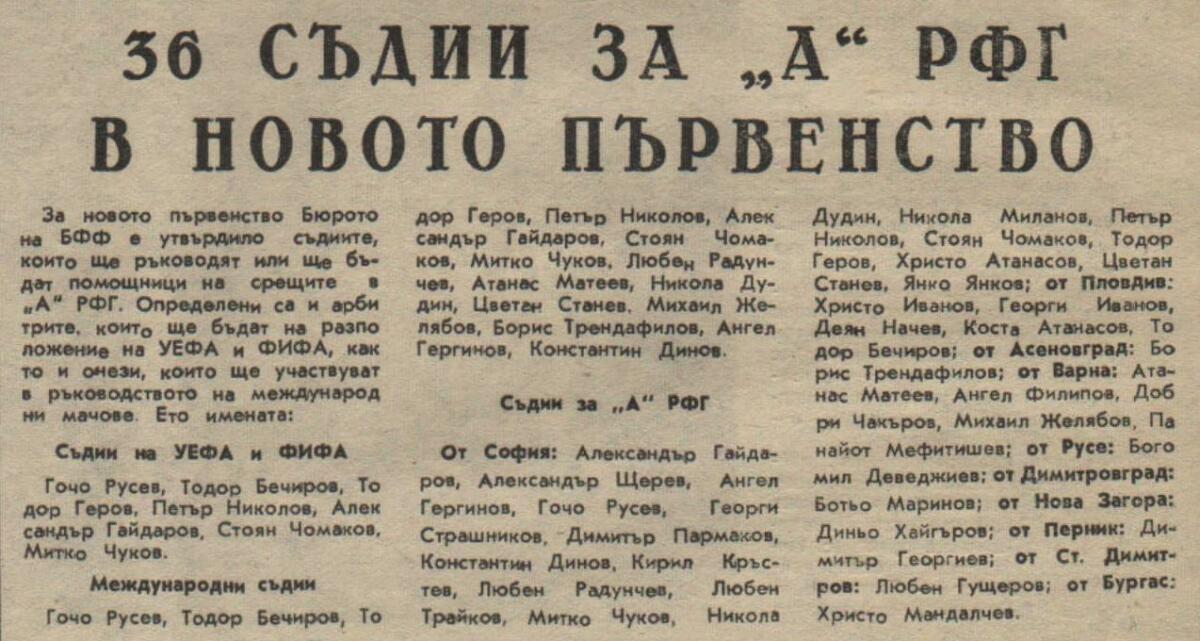 36 СЪДИИ ЗА „А“ РФГ
В НОВОТО ПЪРВЕНСТВО
За новото първенство Бюрото
на БФФ е утвърдило съдиите,
които ще ръководят или ще бъ-
дат помощници на срещите в
„А“ РФГ. Определени са и арби
трите, които ще бъдат на разпо
ложение на УЕФА и ФИФА, как
то и онези, които ще участвуват
в ръководството на международ
ни мачове. Ето имената:
Съдии на УЕФА и ФИФА
Гочо Русев, Тодор Бечиров, То
дор Геров, Петър Николов, Алек
сандър Гайдаров, Стоян Чомаков,
Митко Чуков.
Международни съдии
Гочо Русев, Тодор Бечиров, То
дор Геров, Петър Николов, Алек
сандър Гайдаров, Стоян Чома-
ков, Митко Чуков, Любен Радун-
чев, Атанас Матеев, Никола Ду-
дин, Цветан Станев, Михаил Же-
лябов, Борис Трендафилов, Ангел
Гергинов, Константин Динов.
Съдии за „А“ РФГ
От София: Александър Гайда-
ров, Александър Щерев, Ангел
Гергинов, Гочо Русев, Георги
Страшников, Димитър Пармаков,
Константин Динов, Кирил Кръс-
тев, Любен Радунчев, Любен
Трайков, Митко Чуков, Никола
Дудин, Никола Миланов, Петър
Николов, Стоян Чомаков, Тодор
Геров, Христо Атанасов, Цветан
Станев, Янко Янков; от Пловдив:
Христо Иванов, Георги Иванов,
Деян Начев, Коста Атанасов, То
дор Бечиров; от Асеновград: Бо
рис Трендафилов; от Варна: Ата-
нас Матеев, Ангел Филипов, Доб
ри Чакъров, Михаил Желябов, Па
найот Мефитишев; от Русе: Бого
мил Деведжиев; от Димитровград:
Ботьо Маринов; от Нова Загора:
Диньо Хайгъров; от Перник: Ди-
митър Георгиев; от Ст. Димит-
ров: Любен Гущеров; от Бургас:
Христо Мандалчев.